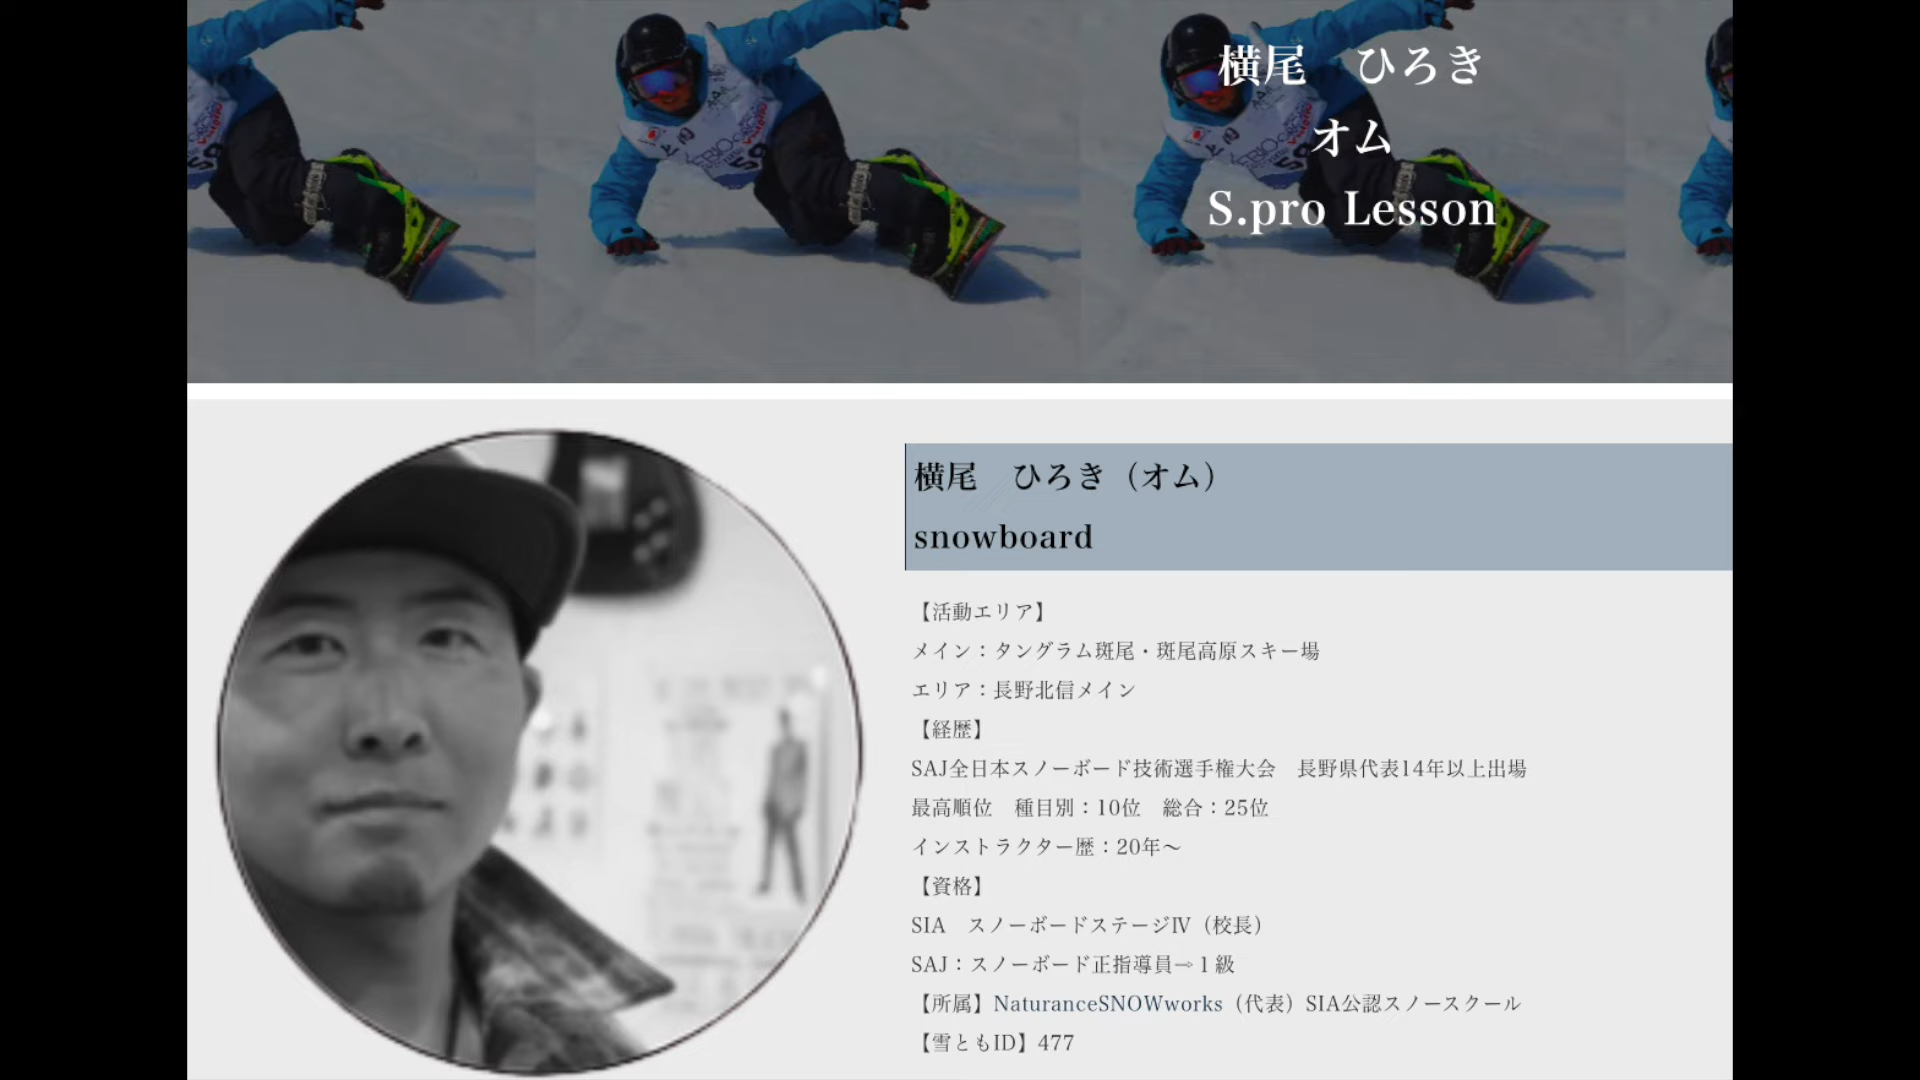 横尾　ひろき
オム
S.pro Lesson
横尾　ひろき（オム）
snowboard
【活動エリア】
メイン：タングラム斑尾・斑尾高原スキー場
エリア：長野北信メイン
【経歴】
SAJ全日本スノーボード技術選手権大会　長野県代表14年以上出場
最高順位　種目別：10位　総合：25位
インストラクター歴：20年～
【資格】
SIA　スノーボードステージⅣ（校長）
SAJ：スノーボード正指導員→１級
【所属】NaturanceSNOWworks（代表）SIA公認スノースクール
【雪ともID】477